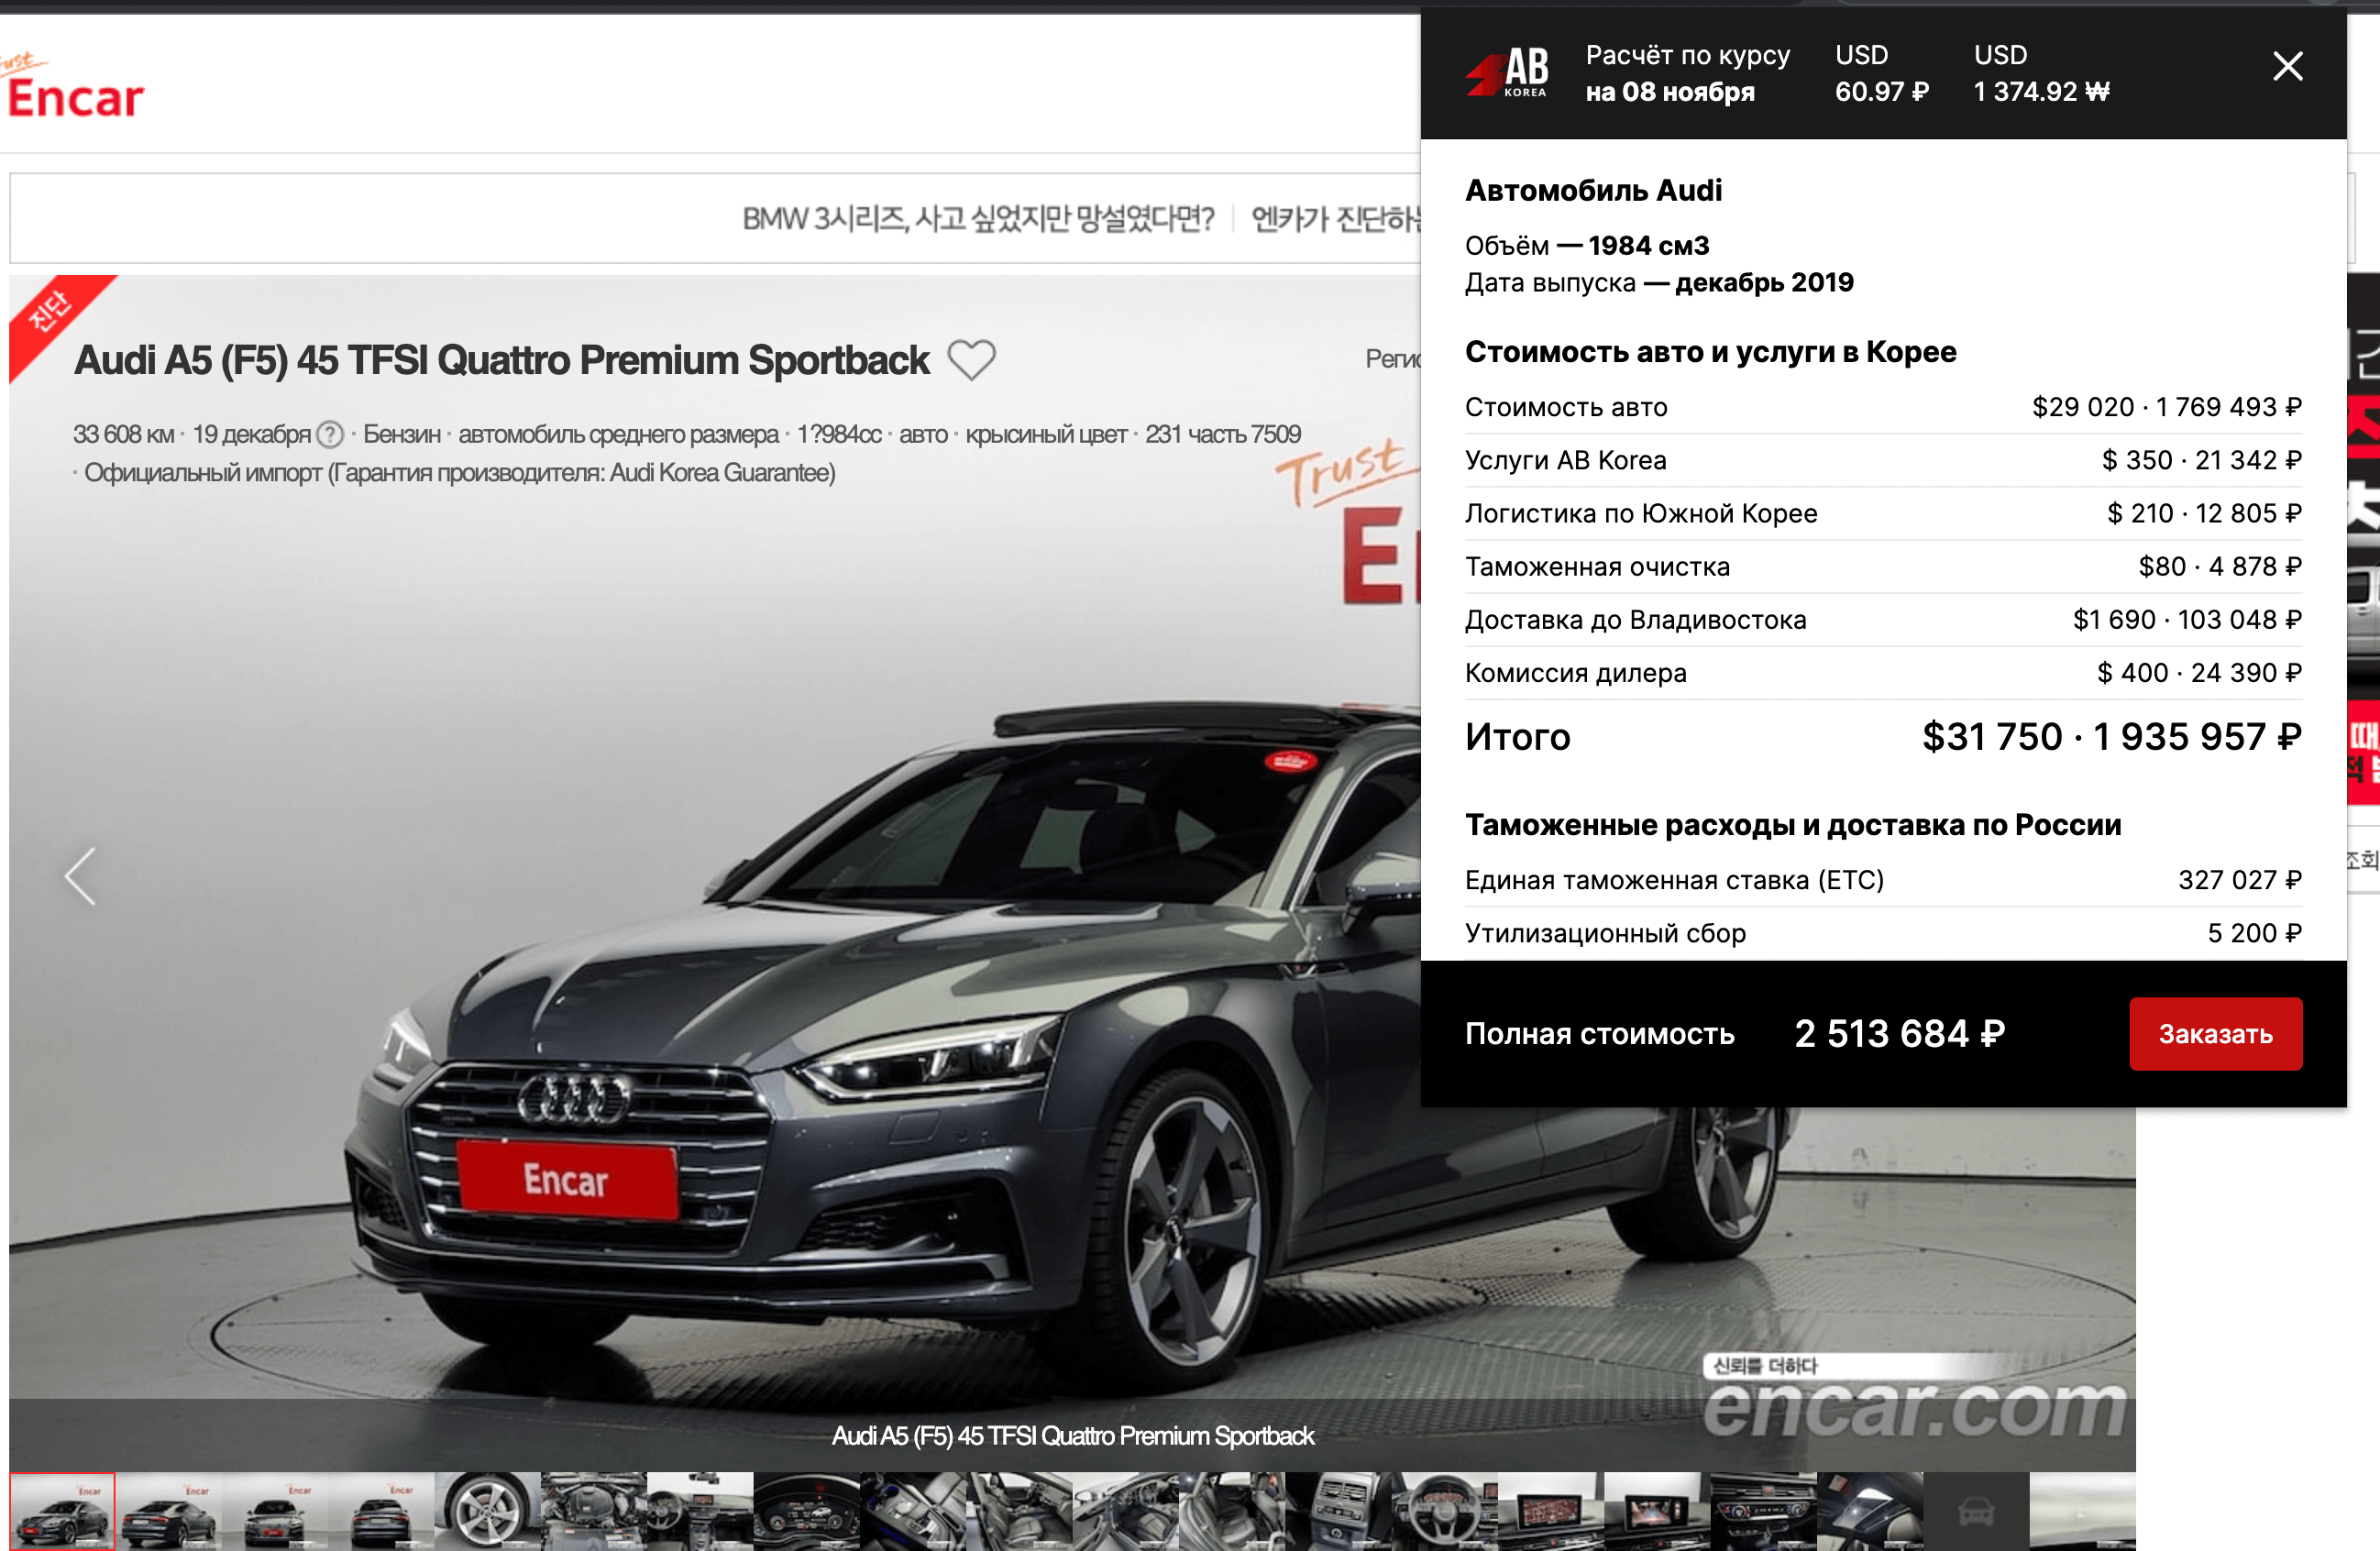 Trust
Encar
BMW 3시리즈, 사고 싶었지만 망설였다면?
엔카가 진단하는
진단
Audi A5 (F5) 45 TFSI Quattro Premium Sportback
Регис
33 608 км · 19 декабря ? · Бензин · автомобиль среднего размера · 1?984cc · авто · крысиный цвет · 231 часть 7509
· Официальный импорт (Гарантия производителя: Audi Korea Guarantee)
Trust
En
Encar
신뢰를 더하다
encar.com
Audi A5 (F5) 45 TFSI Quattro Premium Sportback
AB
KOREA
Расчёт по курсу
на 08 ноября
USD
60.97 ₽
USD
1 374.92 ₩
Автомобиль Audi
Объём — 1984 см3
Дата выпуска — декабрь 2019
Стоимость авто и услуги в Корее
Стоимость авто $29 020 · 1 769 493 ₽
Услуги AB Korea $ 350 · 21 342 ₽
Логистика по Южной Корее $ 210 · 12 805 ₽
Таможенная очистка $80 · 4 878 ₽
Доставка до Владивостока $1 690 · 103 048 ₽
Комиссия дилера $ 400 · 24 390 ₽
Итого $31 750 · 1 935 957 ₽
Таможенные расходы и доставка по России
Единая таможенная ставка (ЕТС) 327 027 ₽
Утилизационный сбор 5 200 ₽
Полная стоимость 2 513 684 ₽
Заказать
조회